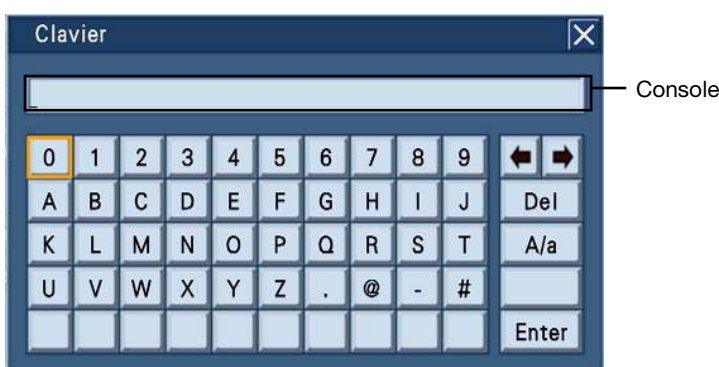 Clavier
_
Console
0 1 2 3 4 5 6 7 8 9
A B C D E F G H I J Del
K L M N O P Q R S T A/a
U V W X Y Z . @ - #
Enter